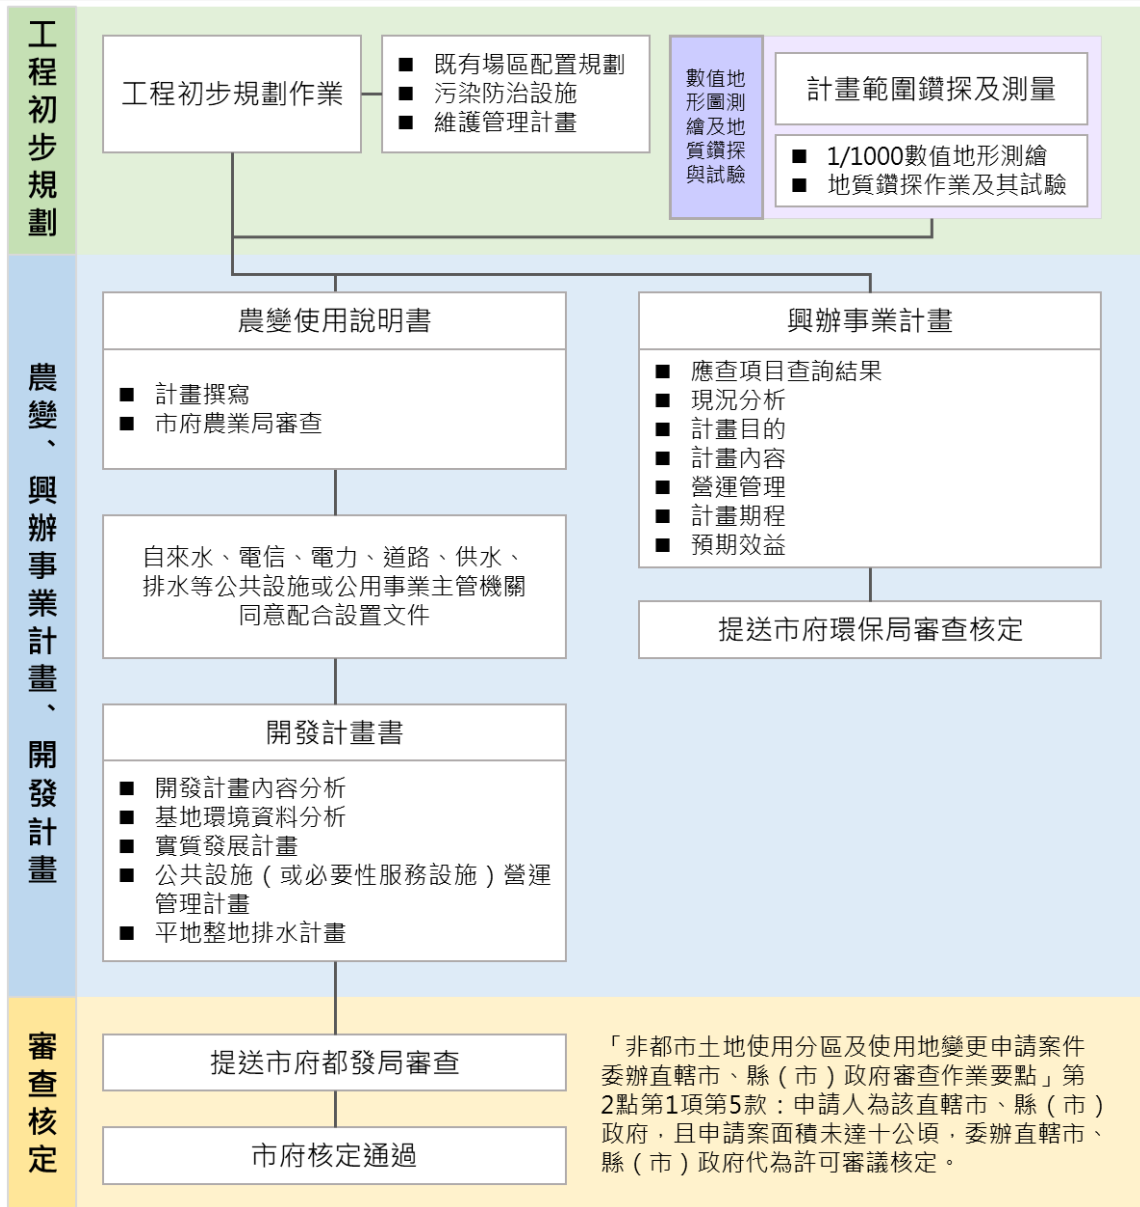 工程初步規劃
工程初步規劃作業
■ 既有場區配置規劃
■ 污染防治設施
■ 維護管理計畫
數值地
形圖測
繪及地
質鑽探
與試驗
計畫範圍鑽探及測量
■ 1/1000數值地形測繪
■ 地質鑽探作業及其試驗
農變、興辦事業計畫、開發計畫
農變使用說明書
■ 計畫撰寫
■ 市府農業局審查
自來水、電信、電力、道路、供水、
排水等公共設施或公用事業主管機關
同意配合設置文件
開發計畫書
■ 開發計畫內容分析
■ 基地環境資料分析
■ 實質發展計畫
■ 公共設施（或必要性服務設施）營運
管理計畫
■ 平地整地排水計畫
興辦事業計畫
■ 應查項目查詢結果
■ 現況分析
■ 計畫目的
■ 計畫內容
■ 營運管理
■ 計畫期程
■ 預期效益
提送市府環保局審查核定
審查核定
提送市府都發局審查
市府核定通過
「非都市土地使用分區及使用地變更申請案件
委辦直轄市、縣（市）政府審查作業要點」第
2點第1項第5款：申請人為該直轄市、縣（市）
政府，且申請案面積未達十公頃，委辦直轄市、
縣（市）政府代為許可審議核定。